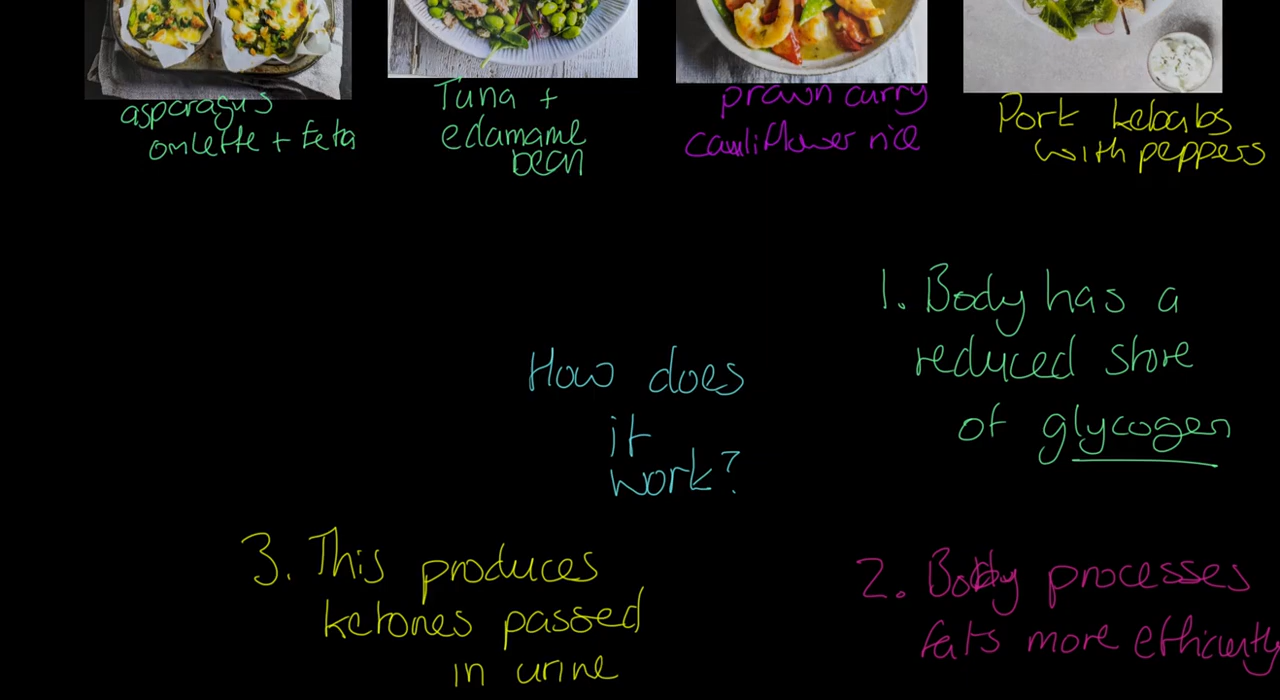 asparagus
omlette + feta
Tuna +
edamame
bean
prawn curry
cauliflower rice
Pork kebabs
with peppers
How does
it
work?
1. Body has a
reduced store
of glycogen
2. Body processes
fats more efficiently
3. This produces
ketones passed
in urine